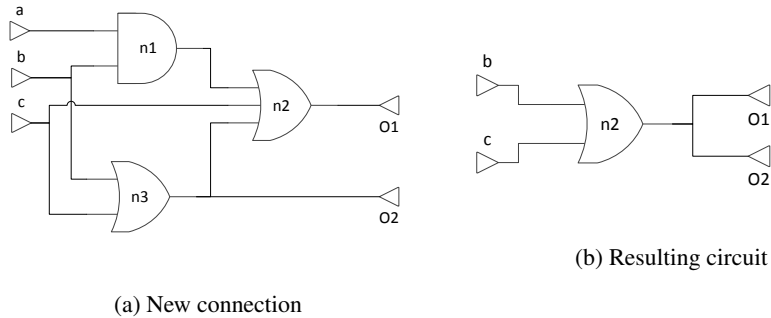 a
n1
b
n2
c
O1
n3
O2
(a) New connection
b
n2
O1
c
O2
(b) Resulting circuit